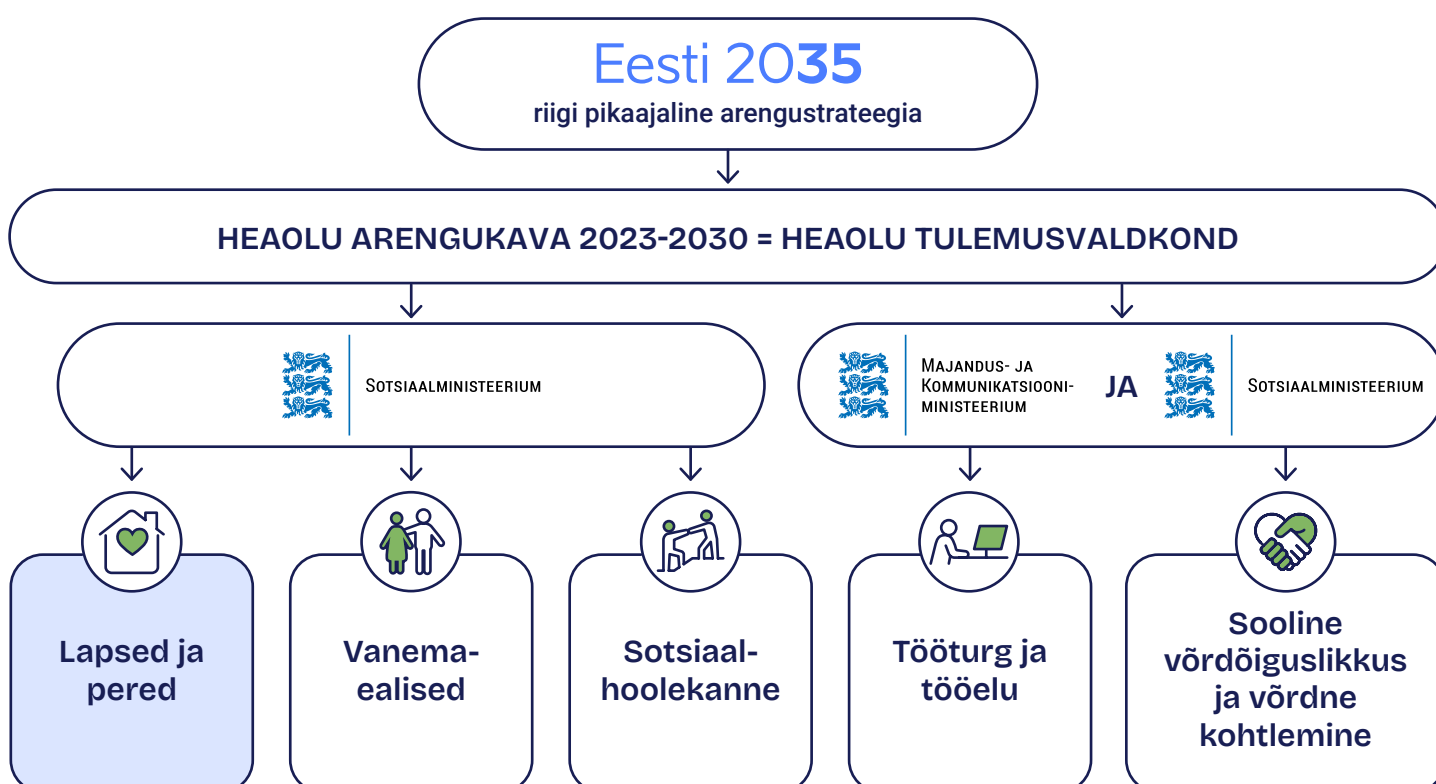 Eesti 2035
riigi pikaajaline arengustrateegia
HEAOLU ARENGUKAVA 2023-2030 = HEAOLU TULEMUSVALDKOND
SOTSIAALMINISTEERIUM
MAJANDUS- JA
KOMMUNIKATSIOONI-
MINISTEERIUM
JA
SOTSIAALMINISTEERIUM
Lapsed ja
pered
Vanema-
ealised
Sotsiaal-
hoolekanne
Tööturg ja
tööelu
Sooline
võrdõiguslikkus
ja võrdne
kohtlemine